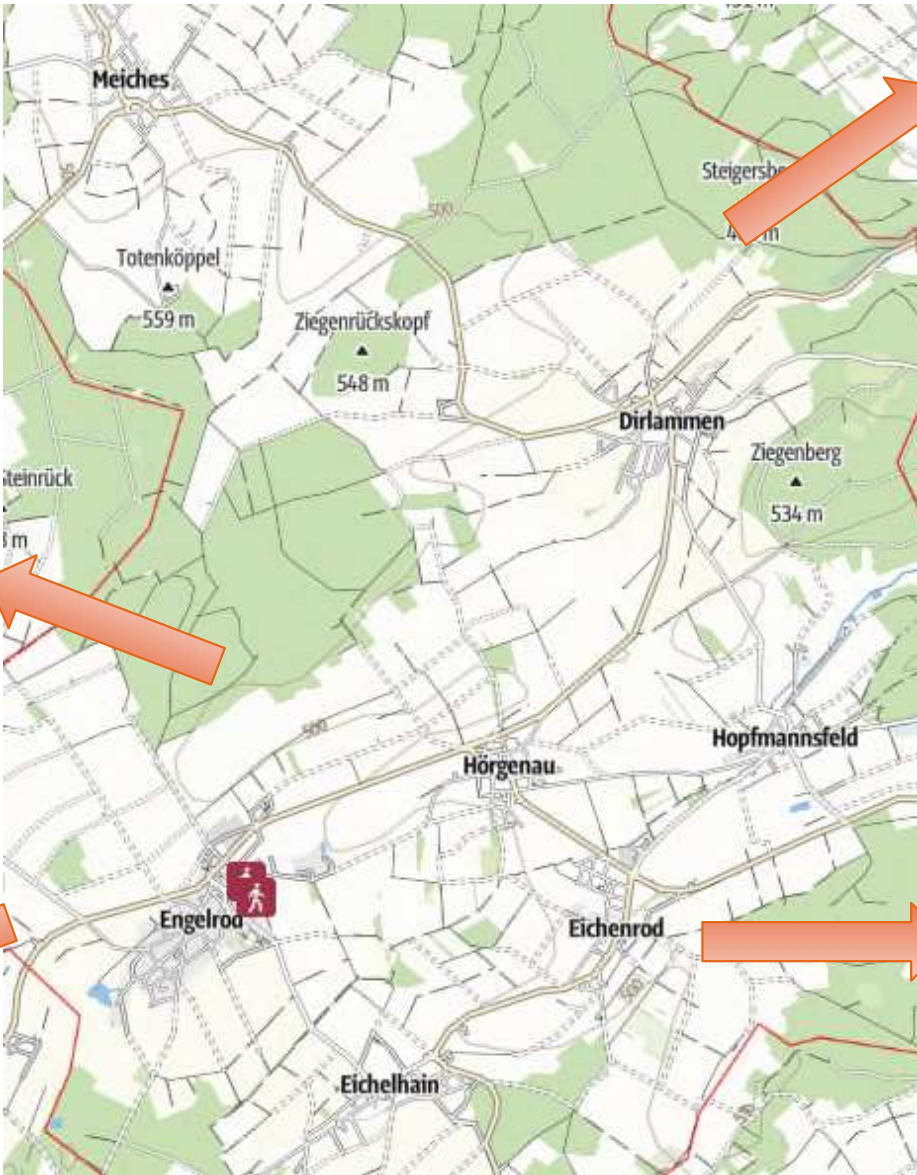 Meiches
500
Totenköppel
559 m
Ziegenrückskopf
548 m
Dirlammen
Ziegenberg
534 m
500
Hopfmannsfeld
Hörgenau
Engelrod
Eichenrod
500
Eichelhain